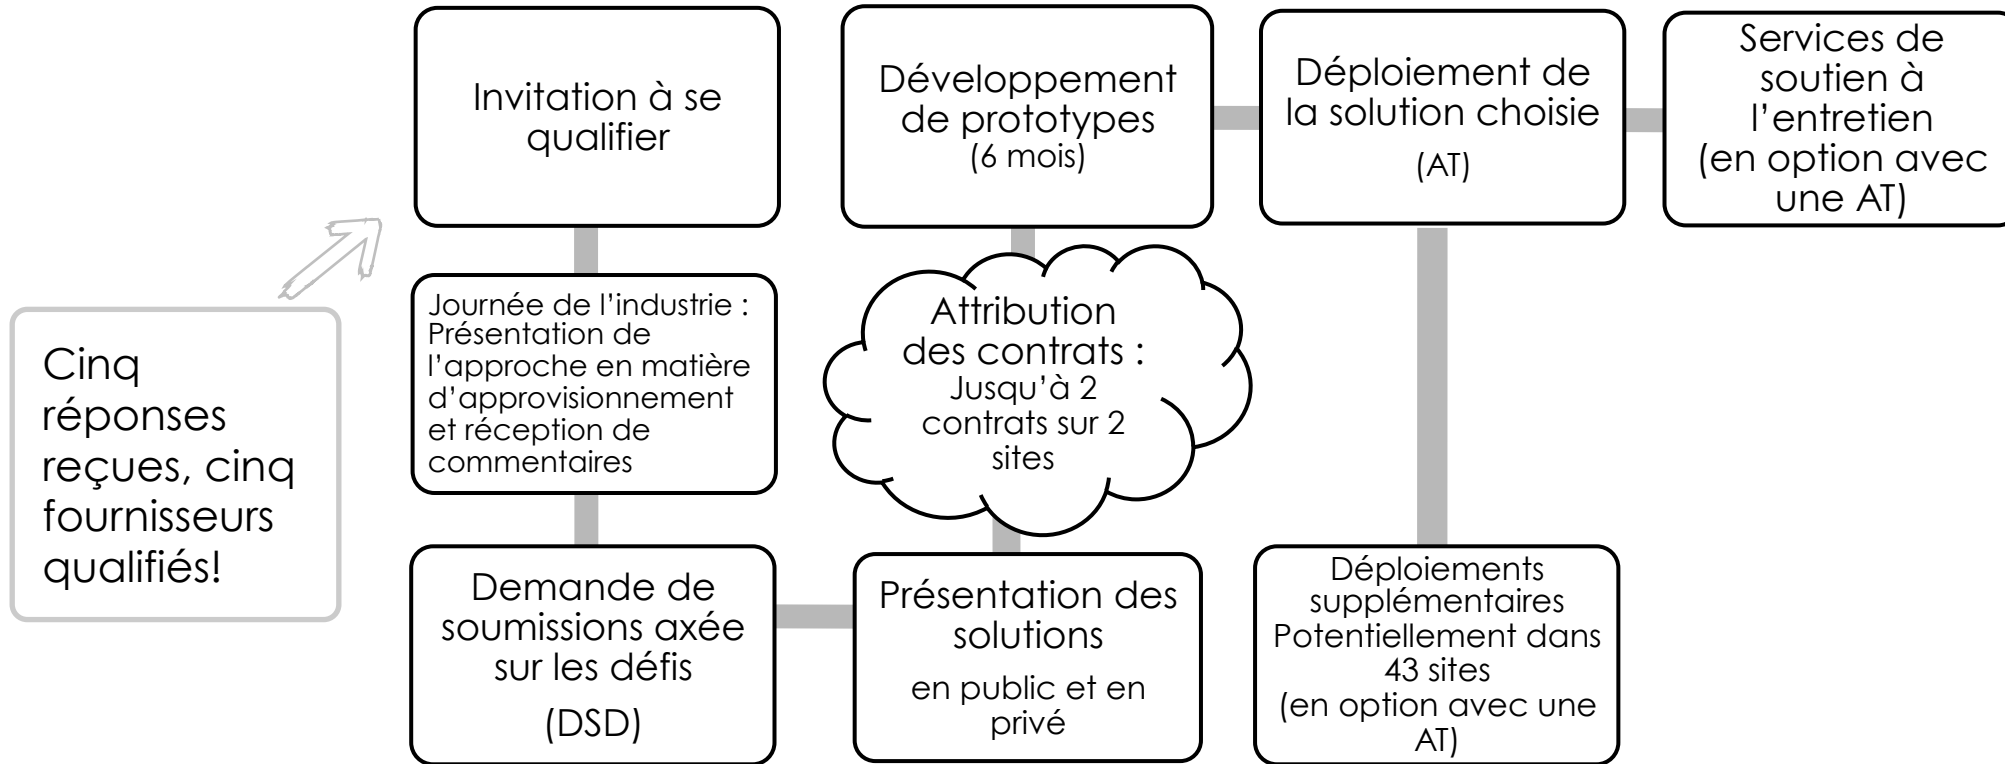 Cinq
réponses
reçues, cinq
fournisseurs
qualifiés!
Invitation à se
qualifier
Journée de l’industrie :
Présentation de
l’approche en matière
d’approvisionnement
et réception de
commentaires
Demande de
soumissions axée
sur les défis
(DSD)
Présentation des
solutions
en public et en
privé
Attribution
des contrats :
Jusqu’à 2
contrats sur 2
sites
Développement
de prototypes
(6 mois)
Déploiement de
la solution choisie
(AT)
Déploiements
supplémentaires
Potentiellement dans
43 sites
(en option avec une
AT)
Services de
soutien à
l’entretien
(en option avec
une AT)